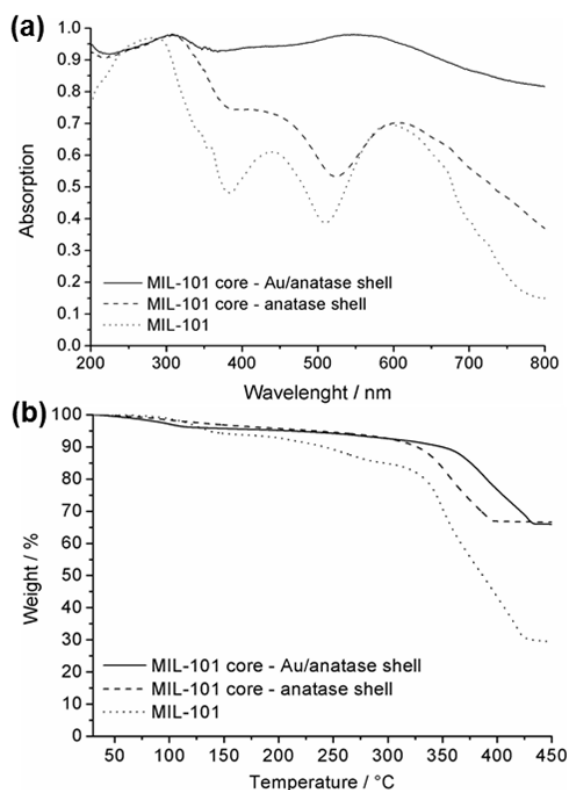 (a)
1.0
0.9
0.8
0.7
0.6
0.5
0.4
0.3
0.2
0.1
0.0
Absorption
MIL-101 core - Au/anatase shell
MIL-101 core - anatase shell
MIL-101
200 300 400 500 600 700 800
Wavelenght / nm
(b)
100
90
80
70
60
50
40
30
20
10
0
Weight / %
MIL-101 core - Au/anatase shell
MIL-101 core - anatase shell
MIL-101
50 100 150 200 250 300 350 400 450
Temperature / °C